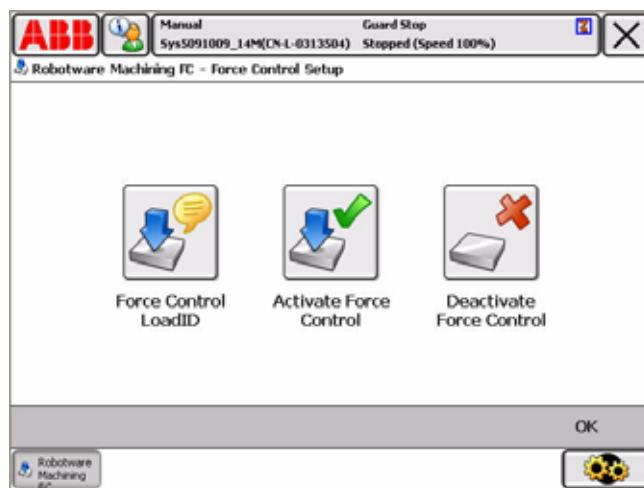 ABB
Manual
Guard Stop
Sys5091009_14M(CN-L-0313504)
Stopped (Speed 100%)
Robotware Machining FC - Force Control Setup
Force Control
LoadID
Activate Force
Control
Deactivate
Force Control
OK
Robotware
Machining
FC